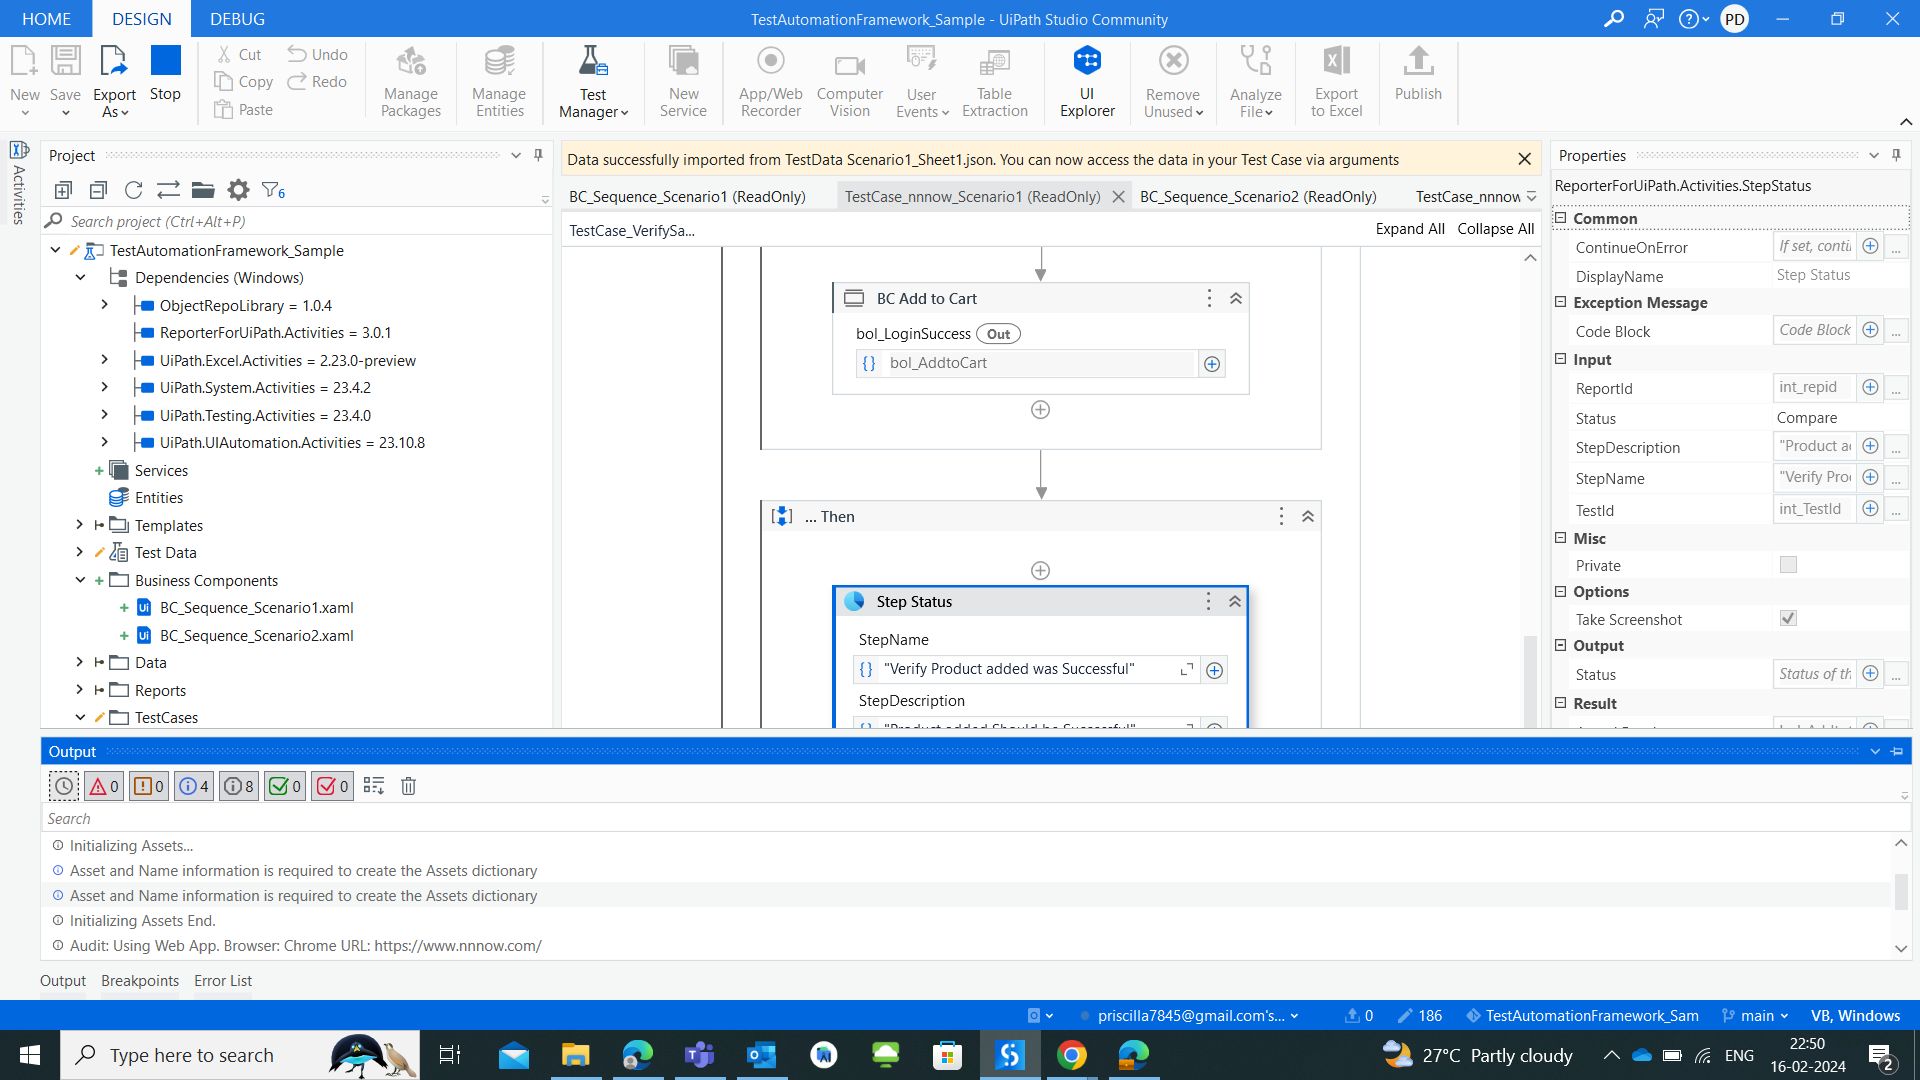 HOME DESIGN DEBUG
TestAutomationFramework_Sample - UiPath Studio Community
PD
New Save Export As Stop
Cut Copy Paste
Undo Redo
Manage Packages
Manage Entities
Test Manager
New Service
App/Web Recorder
Computer Vision
User Events
Table Extraction
UI Explorer
Remove Unused
Analyze File
Export to Excel
Publish
Activities
Project
6
Search project (Ctrl+Alt+P)
TestAutomationFramework_Sample
Dependencies (Windows)
ObjectRepoLibrary = 1.0.4
ReporterForUiPath.Activities = 3.0.1
UiPath.Excel.Activities = 2.23.0-preview
UiPath.System.Activities = 23.4.2
UiPath.Testing.Activities = 23.4.0
UiPath.UIAutomation.Activities = 23.10.8
Services
Entities
Templates
Test Data
Business Components
Ui BC_Sequence_Scenario1.xaml
Ui BC_Sequence_Scenario2.xaml
Data
Reports
TestCases
Data successfully imported from TestData Scenario1_Sheet1.json. You can now access the data in your Test Case via arguments
BC_Sequence_Scenario1 (ReadOnly) TestCase_nnnow_Scenario1 (ReadOnly) BC_Sequence_Scenario2 (ReadOnly) TestCase_nnnow
TestCase_VerifySa... Expand All Collapse All
BC Add to Cart
bol_LoginSuccess Out
bol_AddtoCart
... Then
Step Status
StepName
"Verify Product added was Successful"
StepDescription
"Product added Should be Successful"
Properties
ReporterForUiPath.Activities.StepStatus
Common
ContinueOnError If set, conti ...
DisplayName Step Status
Exception Message
Code Block Code Block ...
Input
ReportId int_repid ...
Status Compare
StepDescription "Product ac ...
StepName "Verify Pro ...
TestId int_TestId ...
Misc
Private
Options
Take Screenshot
Output
Status Status of th ...
Result
Output
0 0 4 8 0 0
Search
Initializing Assets...
Asset and Name information is required to create the Assets dictionary
Asset and Name information is required to create the Assets dictionary
Initializing Assets End.
Audit: Using Web App. Browser: Chrome URL: https://www.nnnow.com/
Output Breakpoints Error List
priscilla7845@gmail.com's... 0 186 TestAutomationFramework_Sam main VB, Windows
Type here to search
27°C Partly cloudy ENG
22:50
16-02-2024
2